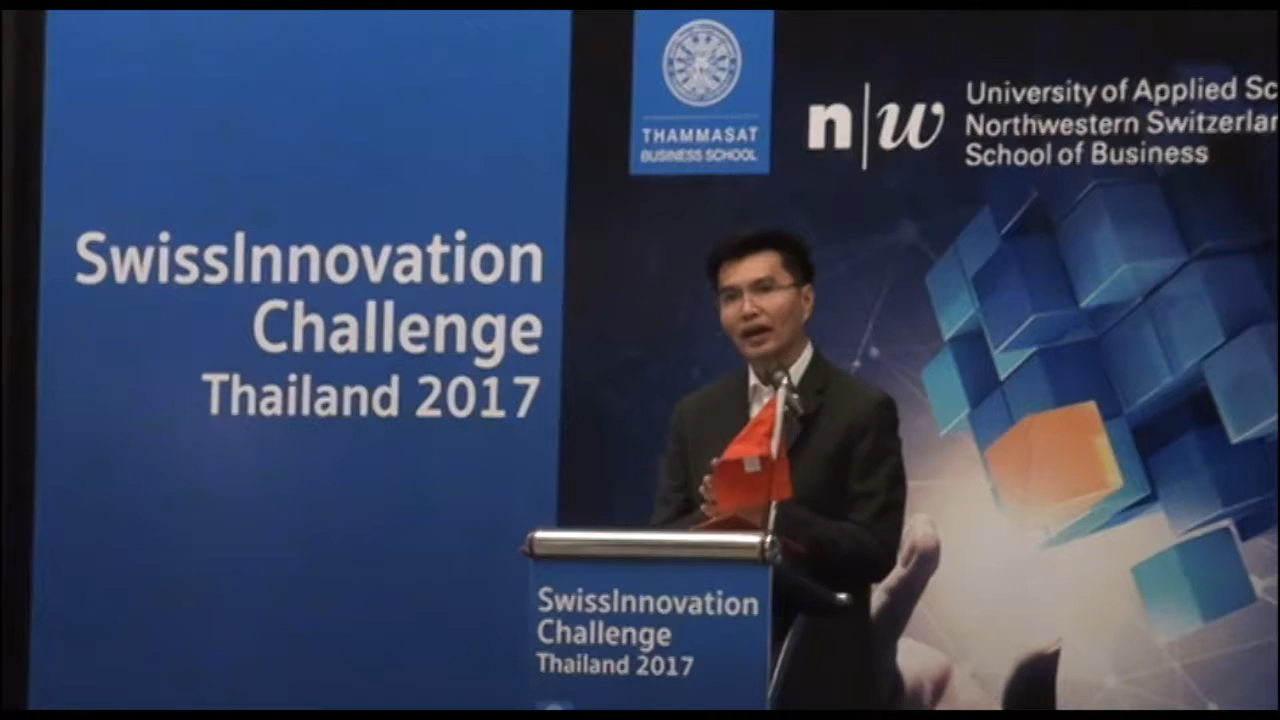 SwissInnovation
Challenge
Thailand 2017
THAMMASAT
BUSINESS SCHOOL
n|w
University of Applied Sc
Northwestern Switzerlan
School of Business
SwissInnovation
Challenge
Thailand 2017